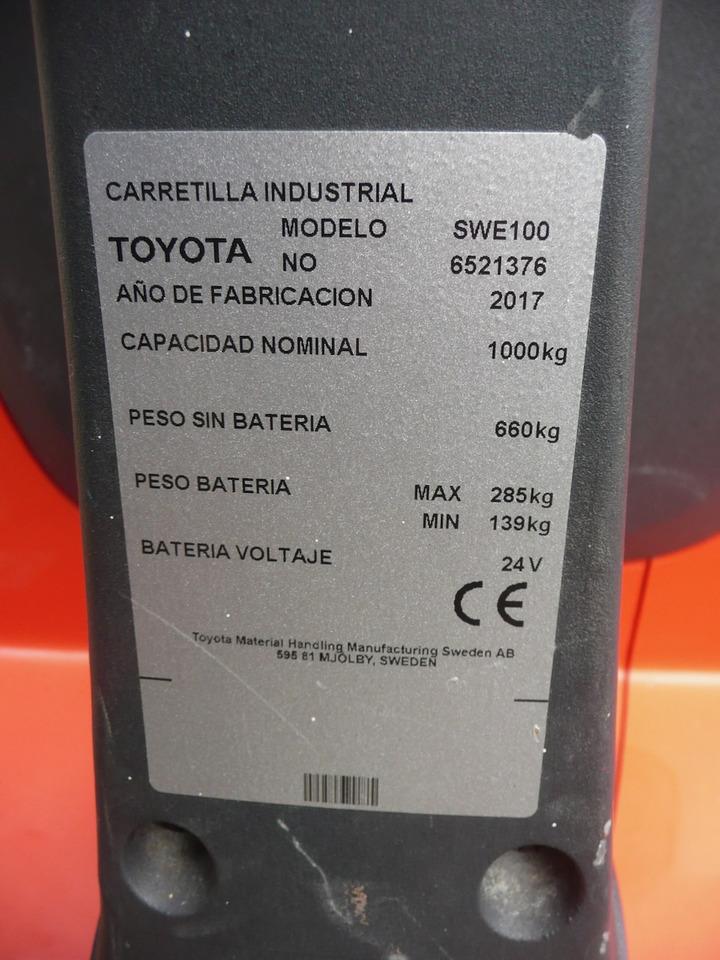 CARRETILLA INDUSTRIAL
TOYOTA MODELO SWE100
NO 6521376
AÑO DE FABRICACION 2017
CAPACIDAD NOMINAL 1000kg
PESO SIN BATERIA 660kg
PESO BATERIA MAX 285kg
MIN 139kg
BATERIA VOLTAJE 24V
CE
Toyota Material Handling Manufacturing Sweden AB
595 81 MJÖLBY, SWEDEN